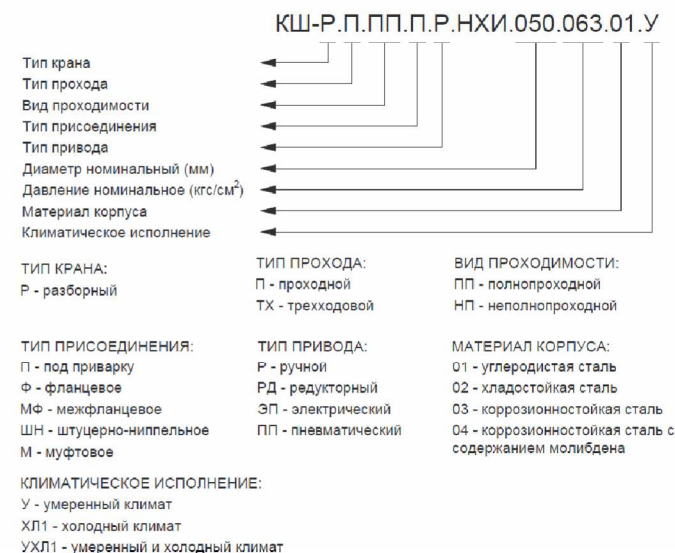 КШ-Р.П.ПП.П.Р.НХИ.050.063.01.У
Тип крана
Тип прохода
Вид проходимости
Тип присоединения
Тип привода
Диаметр номинальный (мм)
Давление номинальное (кгс/см²)
Материал корпуса
Климатическое исполнение
ТИП КРАНА:
Р - разборный
ТИП ПРОХОДА:
П - проходной
ТХ - трехходовой
ВИД ПРОХОДИМОСТИ:
ПП - полнопроходной
НП - неполнопроходной
ТИП ПРИСОЕДИНЕНИЯ:
П - под приварку
Ф - фланцевое
МФ - межфланцевое
ШН - штуцерно-ниппельное
М - муфтовое
ТИП ПРИВОДА:
Р - ручной
РД - редукторный
ЭП - электрический
ПП - пневматический
МАТЕРИАЛ КОРПУСА:
01 - углеродистая сталь
02 - хладостойкая сталь
03 - коррозионностойкая сталь
04 - коррозионностойкая сталь с
содержанием молибдена
КЛИМАТИЧЕСКОЕ ИСПОЛНЕНИЕ:
У - умеренный климат
ХЛ1 - холодный климат
УХЛ1 - умеренный и холодный климат